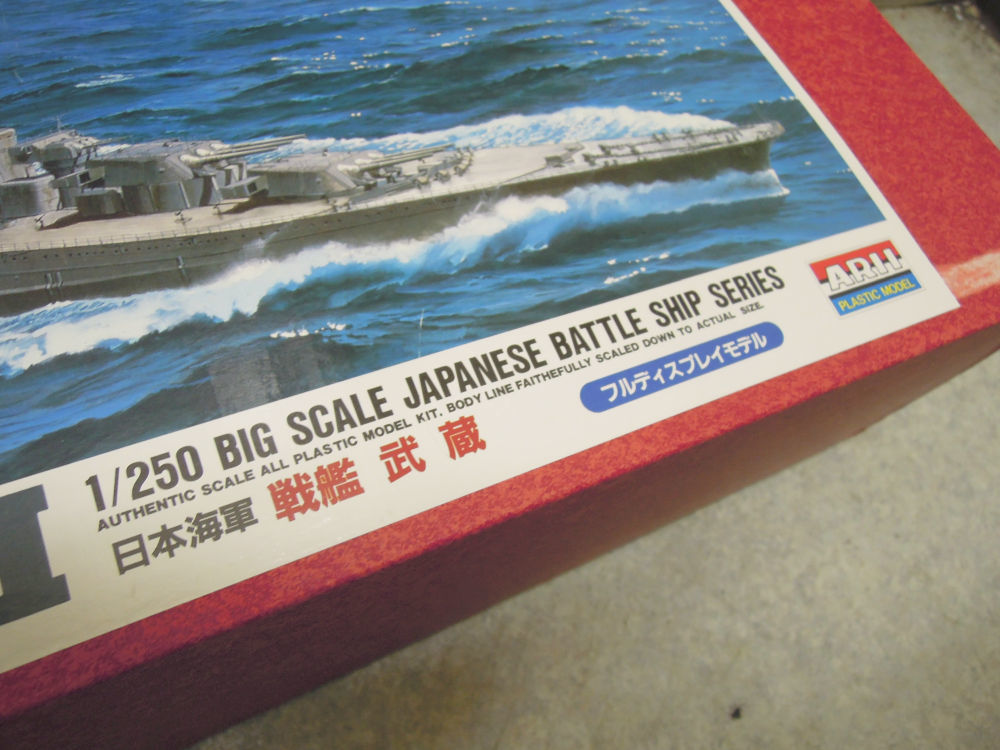 1/250 BIG SCALE JAPANESE BATTLE SHIP SERIES
AUTHENTIC SCALE ALL PLASTIC MODEL KIT. BODY LINE FAITHEFULLY SCALED DOWN TO ACTUAL SIZE.
日本海軍 戦艦 武蔵
フルディスプレイモデル
ARII
PLASTIC MODEL